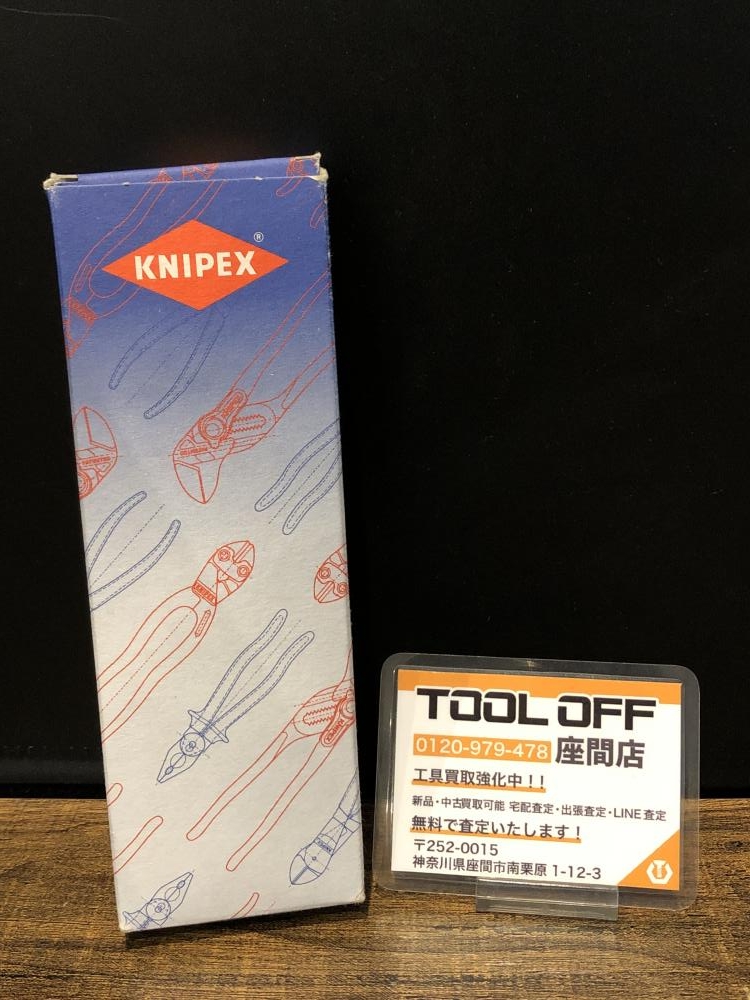 KNIPEX®
KNIPEX
TOOL OFF
0120-979-478 座間店
工具買取強化中！！
新品・中古買取可能 宅配査定・出張査定・LINE査定
無料で査定いたします！
〒252-0015
神奈川県座間市南栗原 1-12-3